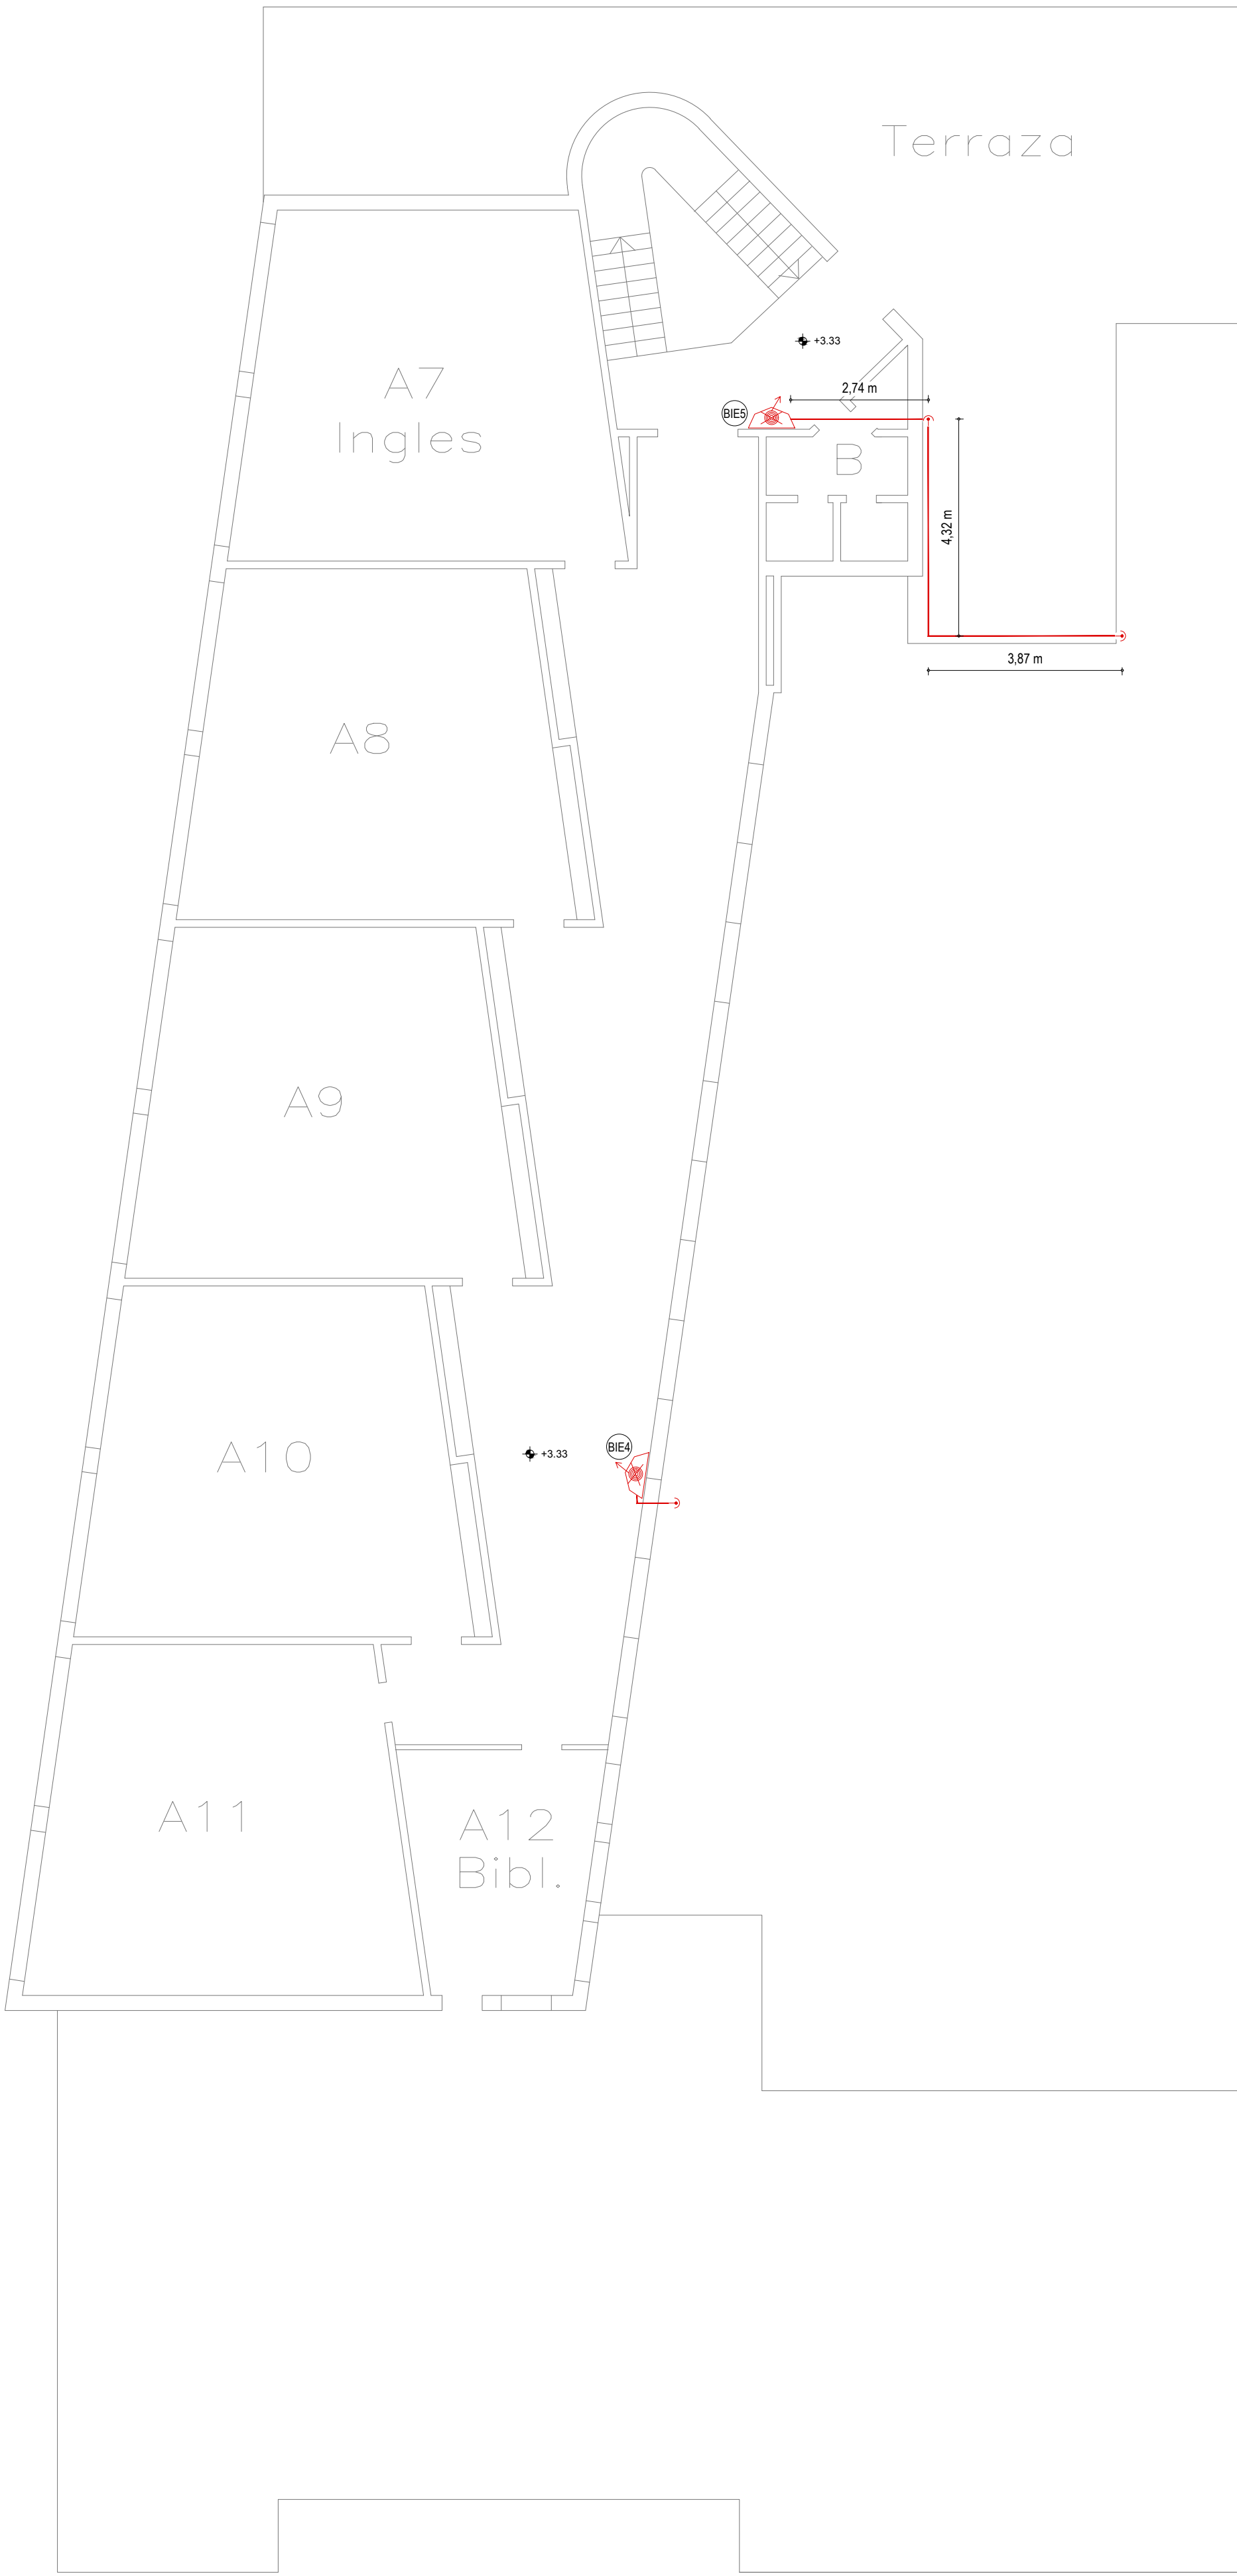 Terraza
+3.33
A7
Ingles
2,74 m
BIE5
B
4,32 m
3,87 m
A8
A9
A10
+3.33
BIE4
A11
A12
Bibl.